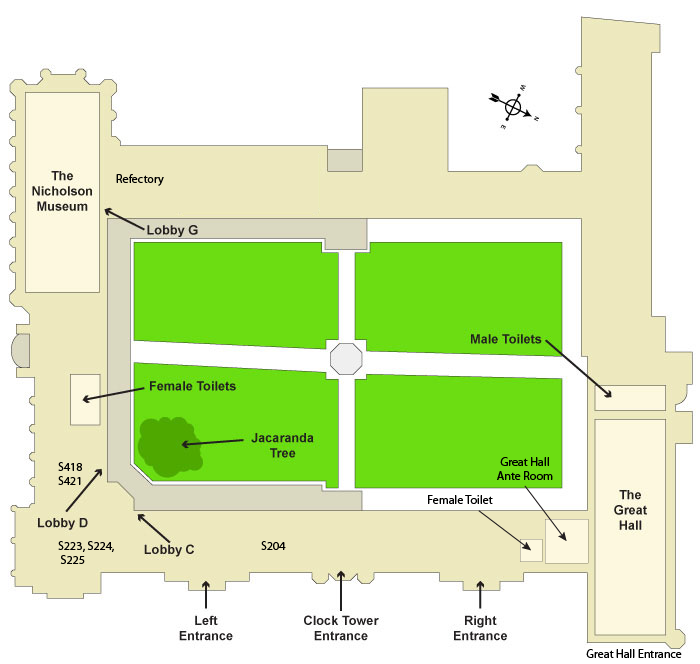 W
N
E
The
Nicholson
Museum
Refectory
Lobby G
Male Toilets
Female Toilets
Jacaranda
Tree
S418
S421
Great Hall
Ante Room
Female Toilet
The
Great
Hall
Lobby D
Lobby C
S223, S224,
S225
S204
Left
Entrance
Clock Tower
Entrance
Right
Entrance
Great Hall Entrance